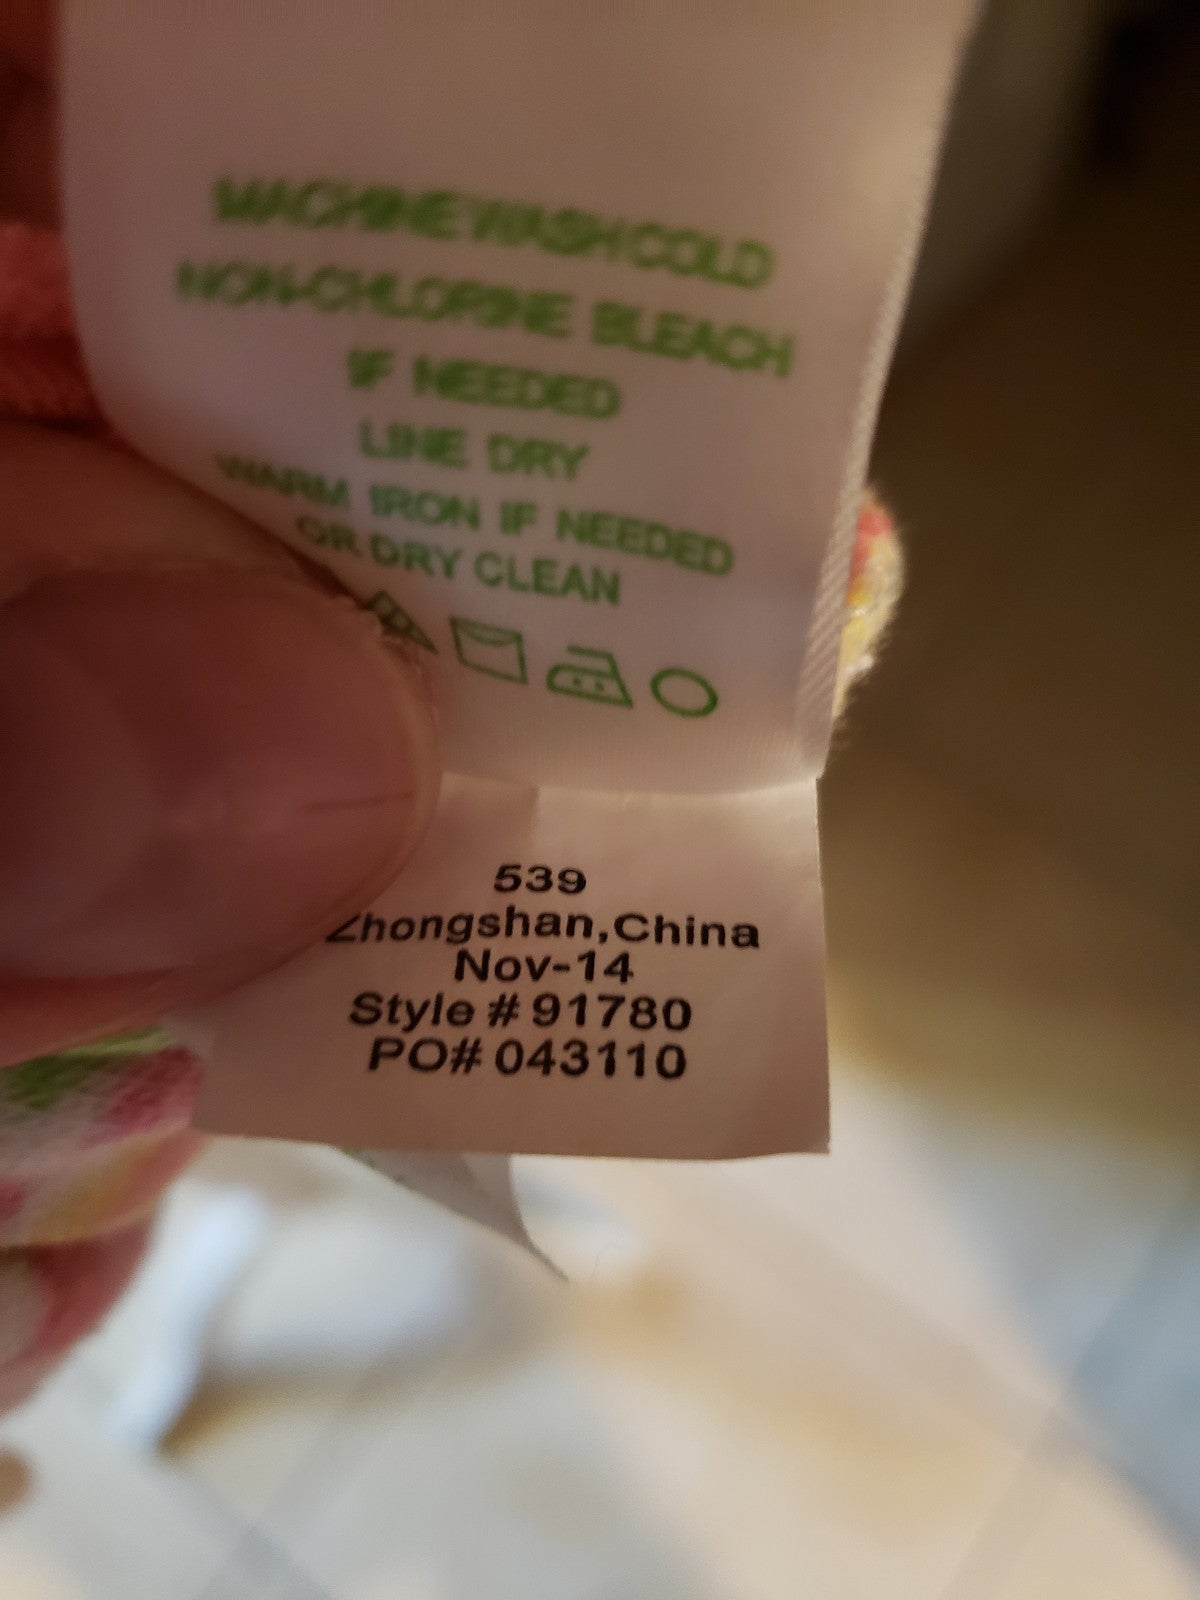 MACHINE WASH COLD
NON-CHLORINE BLEACH
IF NEEDED
LINE DRY
WARM IRON IF NEEDED
OR DRY CLEAN
539
Zhongshan,China
Nov-14
Style # 91780
PO# 043110